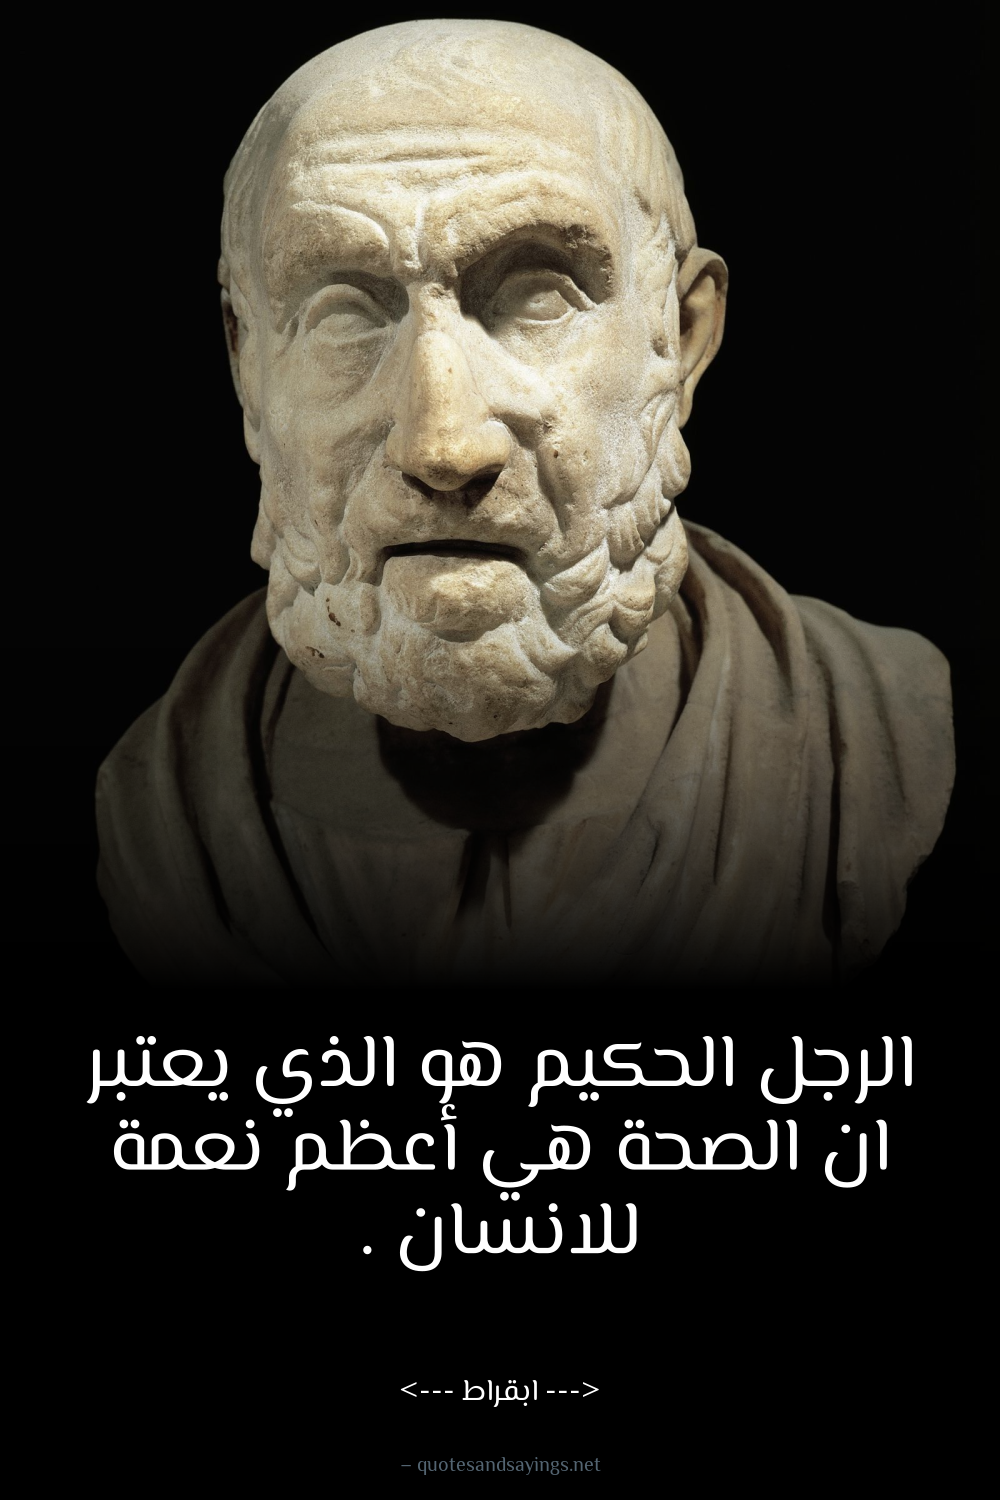 الرجل الحكيم هو الذي يعتبر
ان الصحة هي أعظم نعمة
للانسان .
<--- ابقراط --->
– quotesandsayings.net